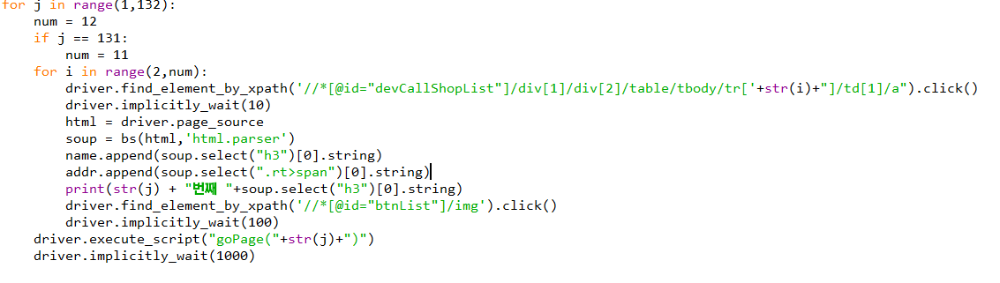 for j in range(1,132):
    num = 12
    if j == 131:
        num = 11
    for i in range(2,num):
        driver.find_element_by_xpath('//*[@id="devCallShopList"]/div[1]/div[2]/table/tbody/tr['+str(i)+"]/td[1]/a").click()
        driver.implicitly_wait(10)
        html = driver.page_source
        soup = bs(html,'html.parser')
        name.append(soup.select("h3")[0].string)
        addr.append(soup.select(".rt>span")[0].string)
        print(str(j) + "번째 "+soup.select("h3")[0].string)
        driver.find_element_by_xpath('//*[@id="btnList"]/img').click()
        driver.implicitly_wait(100)
    driver.execute_script("goPage("+str(j)+")")
    driver.implicitly_wait(1000)